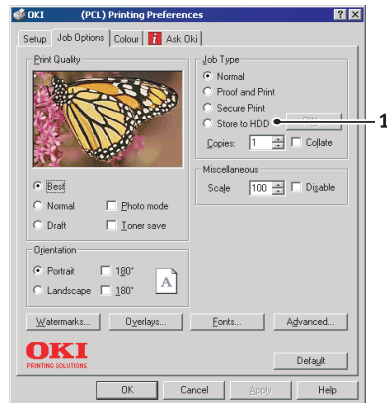 OKI (PCL) Printing Preferences
Setup Job Options Colour Ask Oki
Print Quality
Best
Normal Photo mode
Draft Toner save
Orientation
Portrait 180°
Landscape 180°
A
Job Type
Normal
Proof and Print
Secure Print
Store to HDD
1
Copies: 1 Collate
Miscellaneous
Scale 100 Disable
Watermarks... Overlays... Fonts... Advanced...
OKI
PRINTING SOLUTIONS
Default
OK Cancel Apply Help